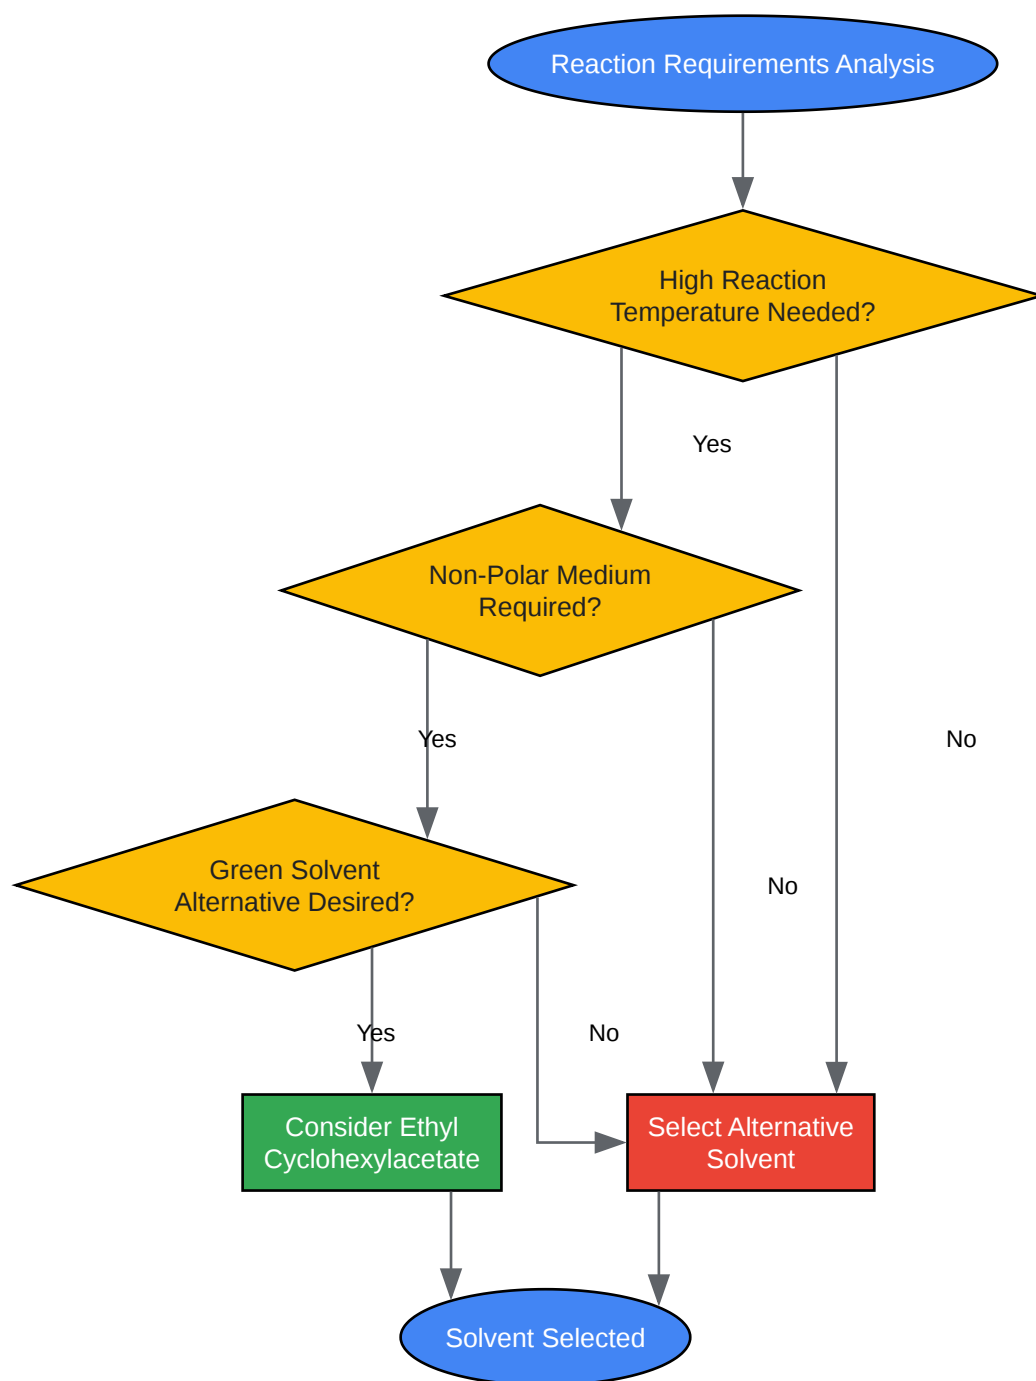 Reaction Requirements Analysis
High Reaction
Temperature Needed?
Yes
Non-Polar Medium
Required?
Yes
No
Green Solvent
Alternative Desired?
No
Yes
No
Consider Ethyl
Cyclohexylacetate
Select Alternative
Solvent
Solvent Selected